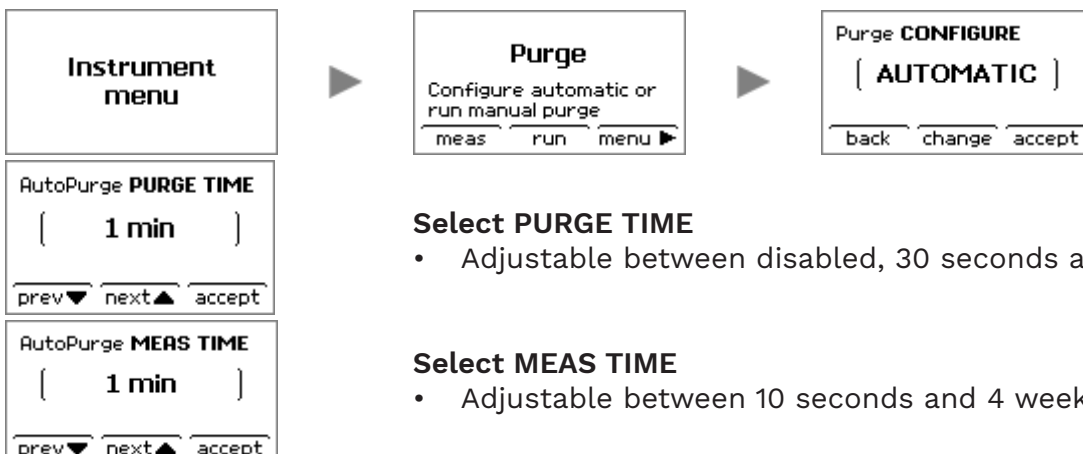 Instrument
menu
Purge
Configure automatic or
run manual purge
meas run menu ▶
Purge CONFIGURE
[ AUTOMATIC ]
back change accept
AutoPurge PURGE TIME
[ 1 min ]
prev▼ next▲ accept
Select PURGE TIME
• Adjustable between disabled, 30 seconds
AutoPurge MEAS TIME
[ 1 min ]
prev▼ next▲ accept
Select MEAS TIME
• Adjustable between 10 seconds and 4